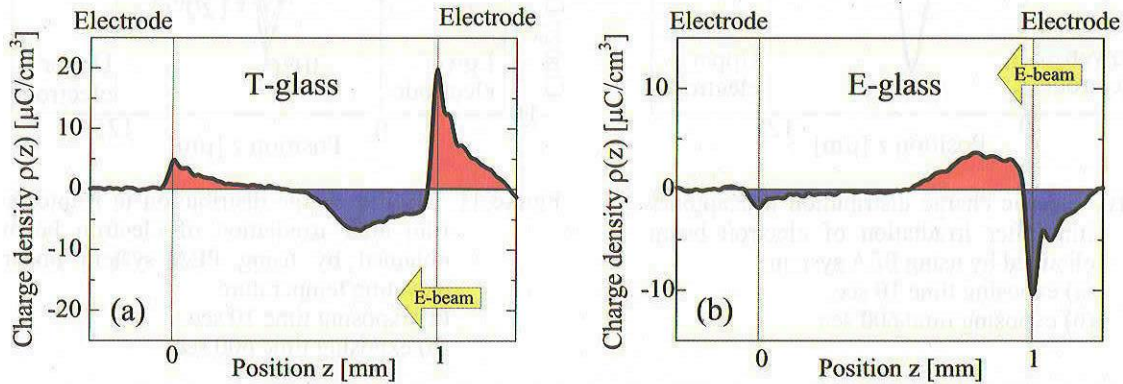 Electrode Electrode
T-glass
Charge density ρ(z) [μC/cm³]
20
10
0
-10
-20
E-beam
(a)
0 1
Position z [mm]
Electrode Electrode
E-beam
E-glass
Charge density ρ(z) [μC/cm³]
10
0
-10
(b)
0 1
Position z [mm]